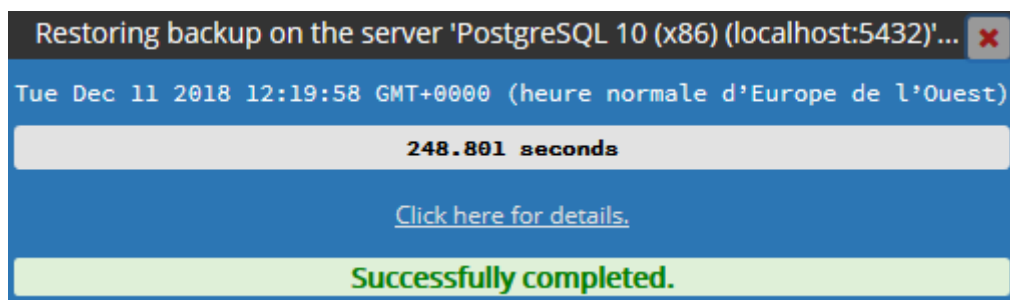 Restoring backup on the server 'PostgreSQL 10 (x86) (localhost:5432)'...
Tue Dec 11 2018 12:19:58 GMT+0000 (heure normale d’Europe de l’Ouest)
248.801 seconds
Click here for details.
Successfully completed.